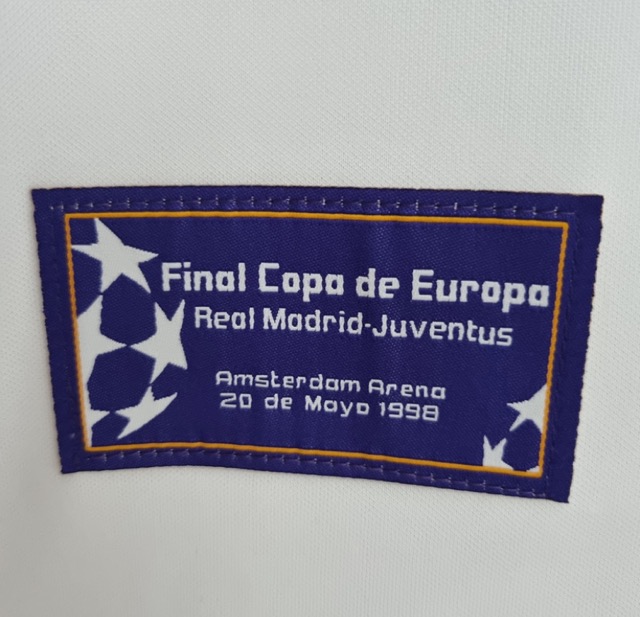 Final Copa de Europa
Real Madrid-Juventus
Amsterdam Arena
20 de Mayo 1998